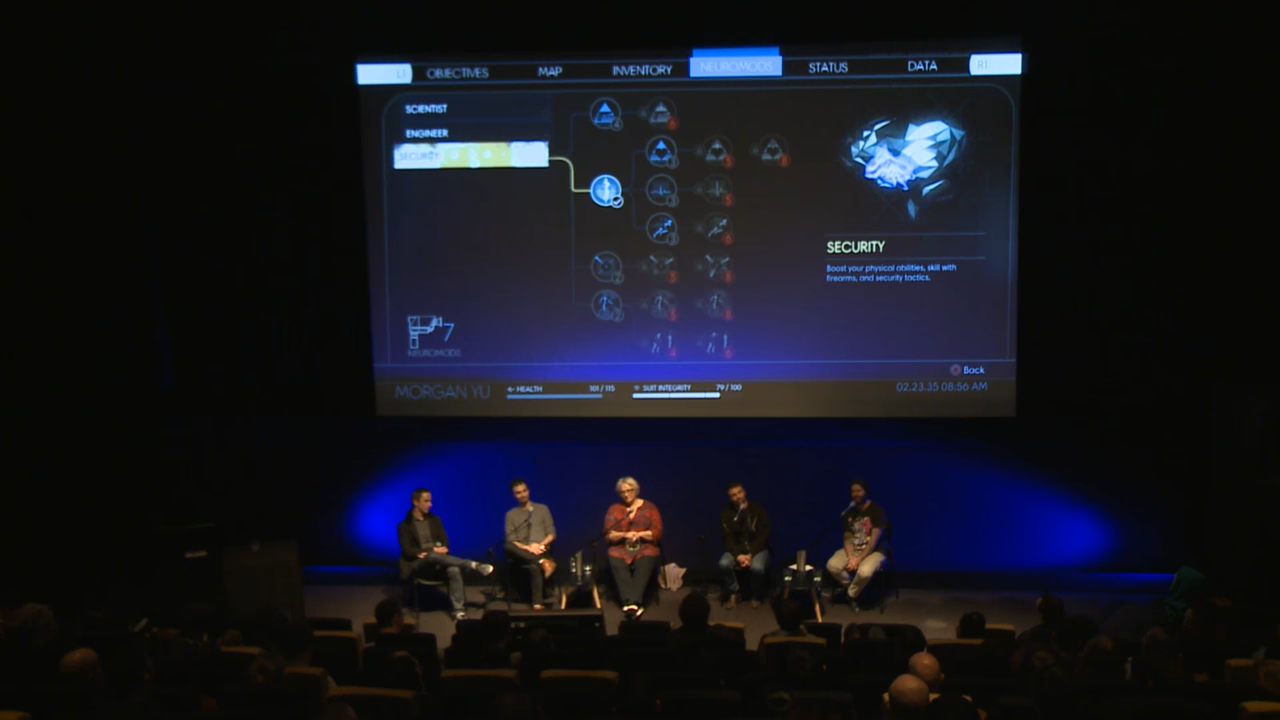 L1 OBJECTIVES MAP INVENTORY NEUROMODS STATUS DATA R1
SCIENTIST
ENGINEER
SECURITY
SECURITY
Boost your physical abilities, skill with
firearms, and security tactics.
7
NEUROMODS
Back
MORGAN YU
HEALTH 101 / 115
SUIT INTEGRITY 79 / 100
02.23.35 08:56 AM